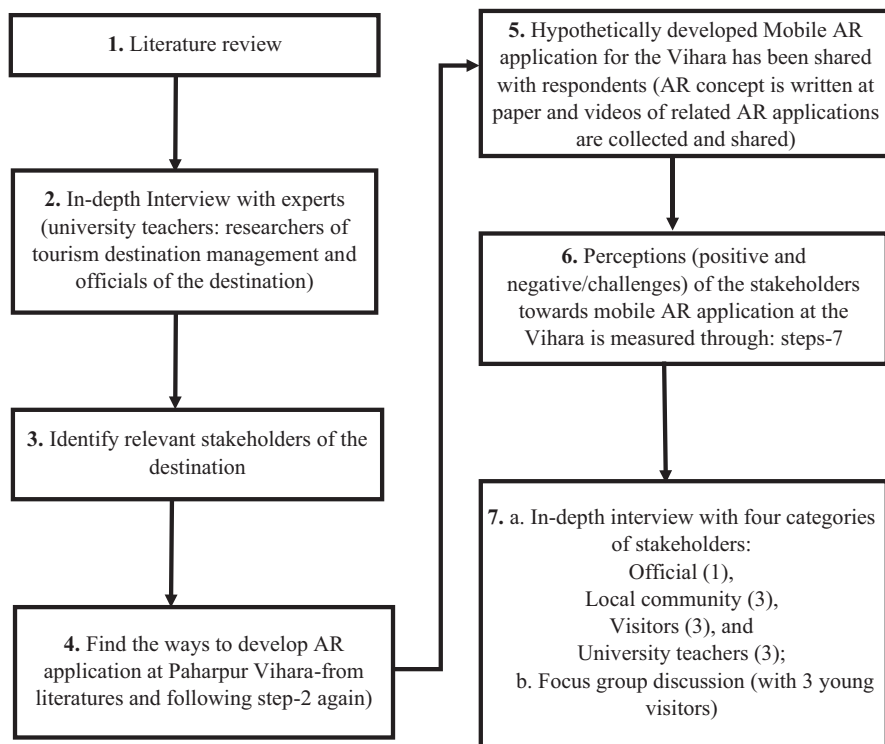 1. Literature review
2. In-depth Interview with experts
(university teachers: researchers of
tourism destination management and
officials of the destination)
3. Identify relevant stakeholders of the
destination
4. Find the ways to develop AR
application at Paharpur Vihara-from
literatures and following step-2 again)
5. Hypothetically developed Mobile AR
application for the Vihara has been shared
with respondents (AR concept is written at
paper and videos of related AR applications
are collected and shared)
6. Perceptions (positive and
negative/challenges) of the stakeholders
towards mobile AR application at the
Vihara is measured through: steps-7
7. a. In-depth interview with four categories
of stakeholders:
Official (1),
Local community (3),
Visitors (3), and
University teachers (3);
b. Focus group discussion (with 3 young
visitors)